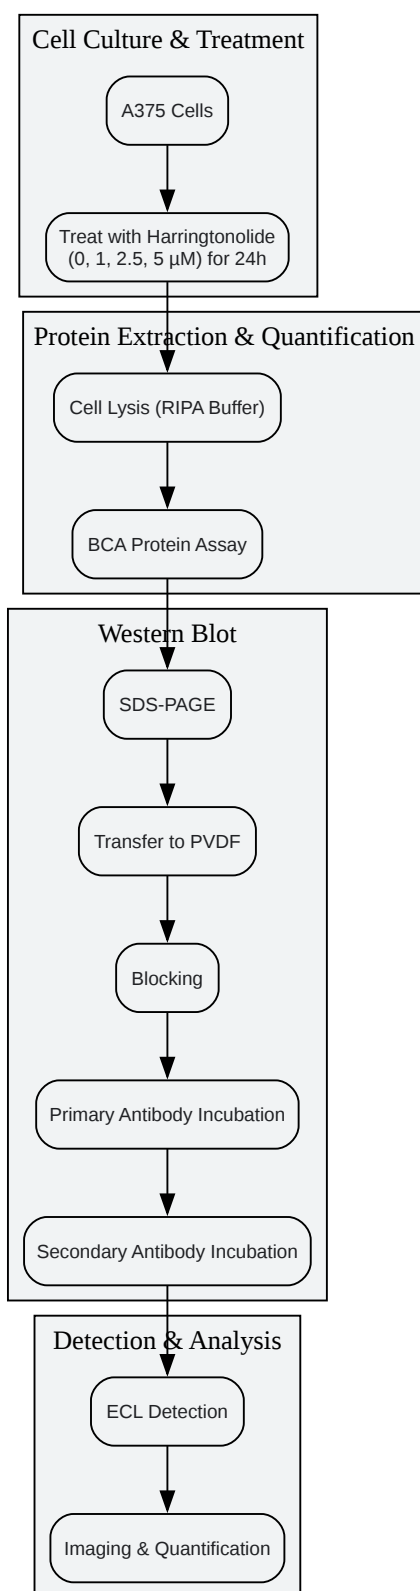 Cell Culture & Treatment
A375 Cells
Treat with Harringtonolide
(0, 1, 2.5, 5 µM) for 24h
Protein Extraction & Quantification
Cell Lysis (RIPA Buffer)
BCA Protein Assay
Western Blot
SDS-PAGE
Transfer to PVDF
Blocking
Primary Antibody Incubation
Secondary Antibody Incubation
Detection & Analysis
ECL Detection
Imaging & Quantification